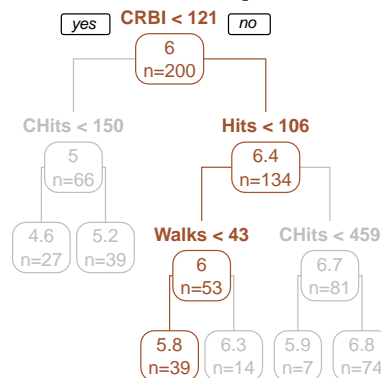 CRBI < 121
yes
no
6
n=200
CHits < 150
Hits < 106
5
n=66
6.4
n=134
Walks < 43
CHits < 459
4.6
n=27
5.2
n=39
6
n=53
6.7
n=81
5.8
n=39
6.3
n=14
5.9
n=7
6.8
n=74